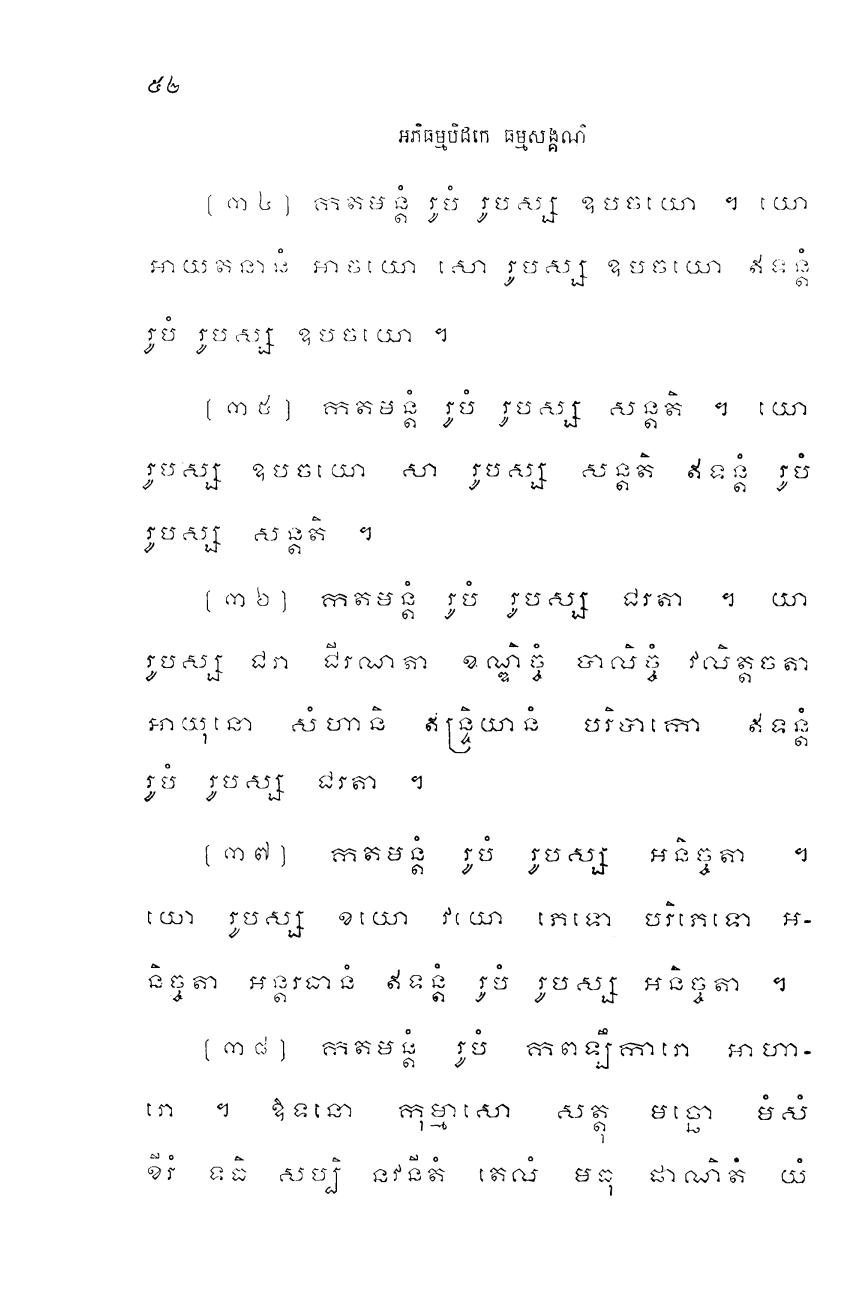 ៥២
អភិធម្មបិដកេ ធម្មសង្គណី
[៣៤] កតមន្តំ រូបំ រូបស្ស ឧបចយោ ។ យោ
អាយតនានំ អាចយោ សោ រូបស្ស ឧបចយោ ឥទន្តំ
រូបំ រូបស្ស ឧបចយោ ។
[៣៥] កតមន្តំ រូបំ រូបស្ស សន្តតិ ។ យោ
រូបស្ស ឧបចយោ សា រូបស្ស សន្តតិ ឥទន្តំ រូបំ
រូបស្ស សន្តតិ ។
[៣៦] កតមន្តំ រូបំ រូបស្ស ជរតា ។ យា
រូបស្ស ជរា ជីរណតា ខណ្ឌិច្ចំ បាលិច្ចំ វលិត្តចតា
អាយុនោ សំហានិ ឥន្ទ្រិយានំ បរិបាកោ ឥទន្តំ
រូបំ រូបស្ស ជរតា ។
[៣៧] កតមន្តំ រូបំ រូបស្ស អនិច្ចតា ។
យោ រូបស្ស ខយោ វយោ ភេទោ បរិភេទោ អ-
និច្ចតា អន្តរធានំ ឥទន្តំ រូបំ រូបស្ស អនិច្ចតា ។
[៣៨] កតមន្តំ រូបំ កពឡឹការោ អាហា-
រោ ។ ឱទនោ កុម្មាសោ សត្តុ មច្ឆោ មំសំ
ខីរំ ទធិ សប្បិ នវនីតំ តេលំ មធុ ផាណិតំ យំ